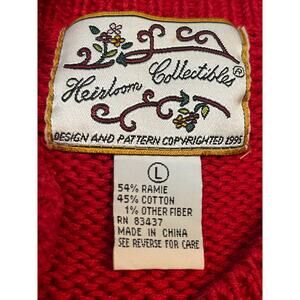 Heirloom Collectibles®
DESIGN AND PATTERN COPYRIGHTED 1995
L
54% RAMIE
45% COTTON
1% OTHER FIBER
RN 83437
MADE IN CHINA
SEE REVERSE FOR CARE